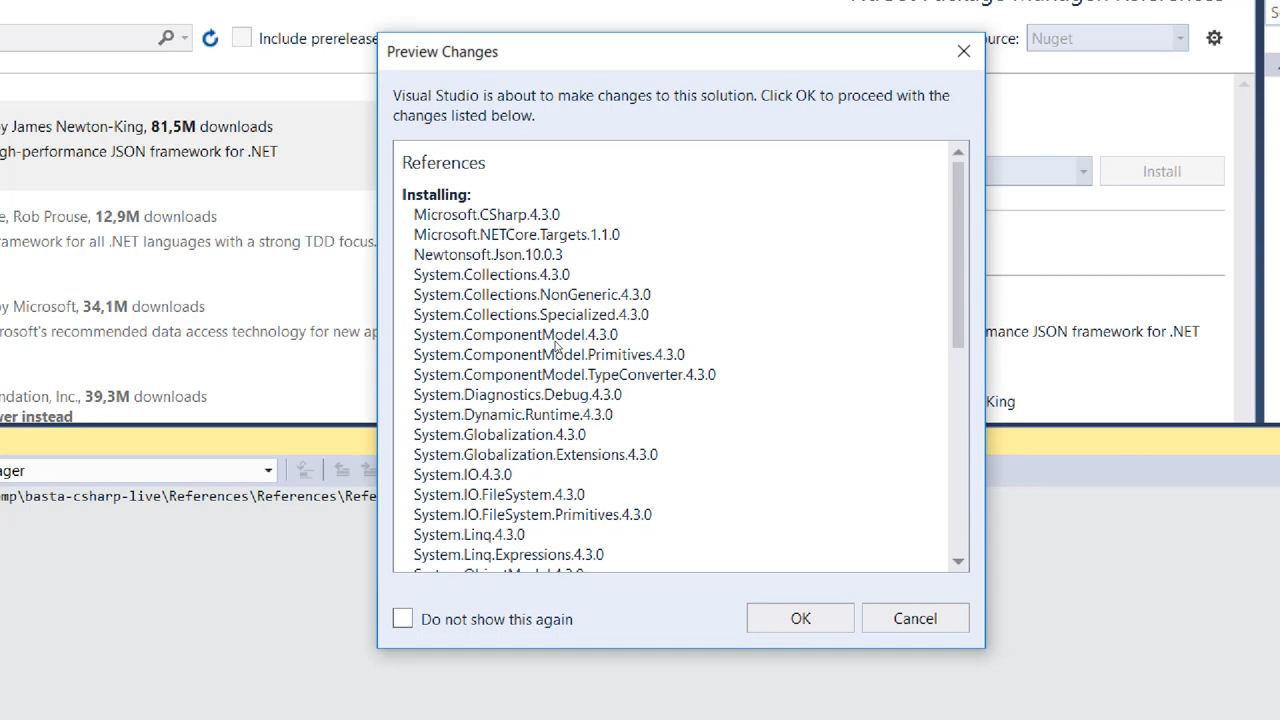 Include prerelease
Nuget
Preview Changes
Visual Studio is about to make changes to this solution. Click OK to proceed with the
changes listed below.
References
Installing:
Microsoft.CSharp.4.3.0
Microsoft.NETCore.Targets.1.1.0
Newtonsoft.Json.10.0.3
System.Collections.4.3.0
System.Collections.NonGeneric.4.3.0
System.Collections.Specialized.4.3.0
System.ComponentModel.4.3.0
System.ComponentModel.Primitives.4.3.0
System.ComponentModel.TypeConverter.4.3.0
System.Diagnostics.Debug.4.3.0
System.Dynamic.Runtime.4.3.0
System.Globalization.4.3.0
System.Globalization.Extensions.4.3.0
System.IO.4.3.0
System.IO.FileSystem.4.3.0
System.IO.FileSystem.Primitives.4.3.0
System.Linq.4.3.0
System.Linq.Expressions.4.3.0
Do not show this again
OK
Cancel
y James Newton-King, 81,5M downloads
gh-performance JSON framework for .NET
e, Rob Prouse, 12,9M downloads
ramework for all .NET languages with a strong TDD focus.
y Microsoft, 34,1M downloads
rosoft's recommended data access technology for new ap
ndation, Inc., 39,3M downloads
wer instead
Install
mance JSON framework for .NET
King
ager
mp\basta-csharp-live\References\References\Refe